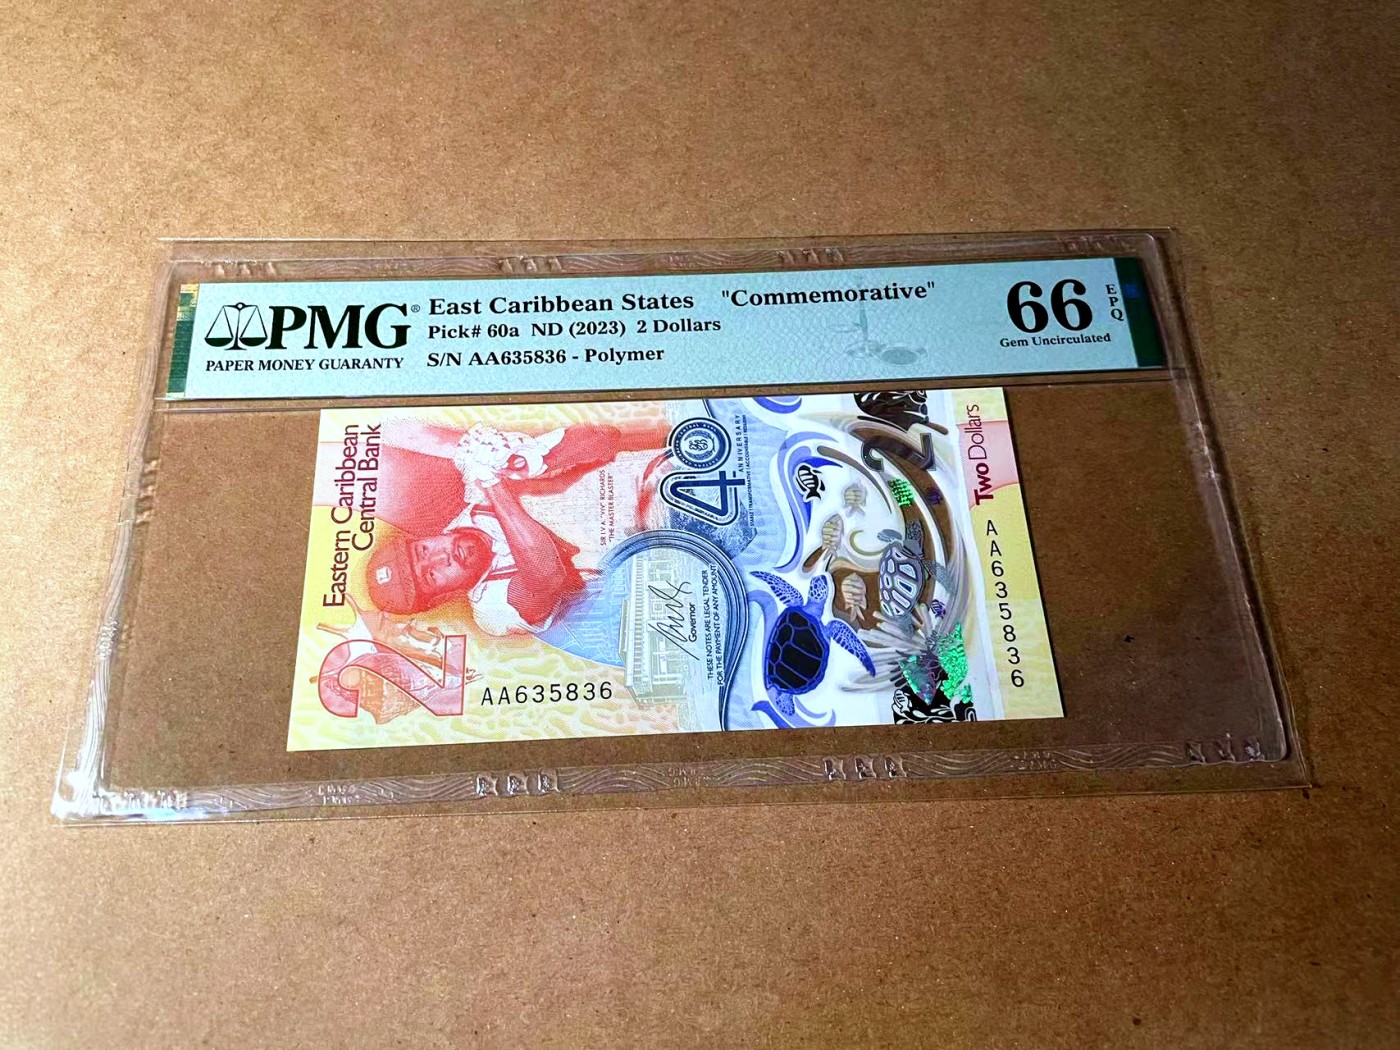 PMG®
PAPER MONEY GUARANTY
East Caribbean States "Commemorative"
Pick# 60a ND (2023) 2 Dollars
S/N AA635836 - Polymer
66
EPQ
Gem Uncirculated
Eastern Caribbean
Central Bank
2
AA635836
SIR I.V.A. "VIV" RICHARDS
"THE MASTER BLASTER"
40
ANNIVERSARY
Governor
THESE NOTES ARE LEGAL TENDER
FOR THE PAYMENT OF ANY AMOUNT
2
Two Dollars
AA635836